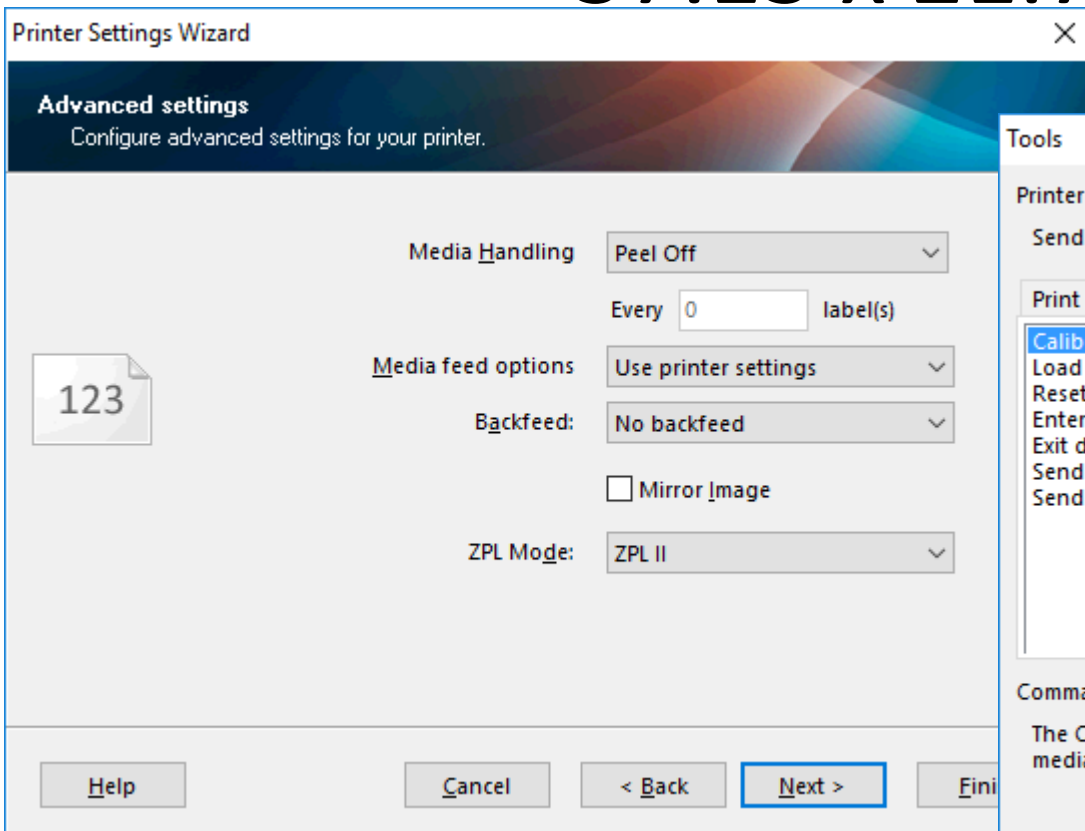 Printer Settings Wizard
Advanced settings
Configure advanced settings for your printer.
Media Handling
Peel Off
Every 0 label(s)
Media feed options
Use printer settings
Backfeed:
No backfeed
Mirror Image
ZPL Mode:
ZPL II
123
Help
Cancel
< Back
Next >
Fini
Tools
Printer
Send
Print
Calib
Load
Reset
Enter
Exit d
Send
Send
Comma
The C
media